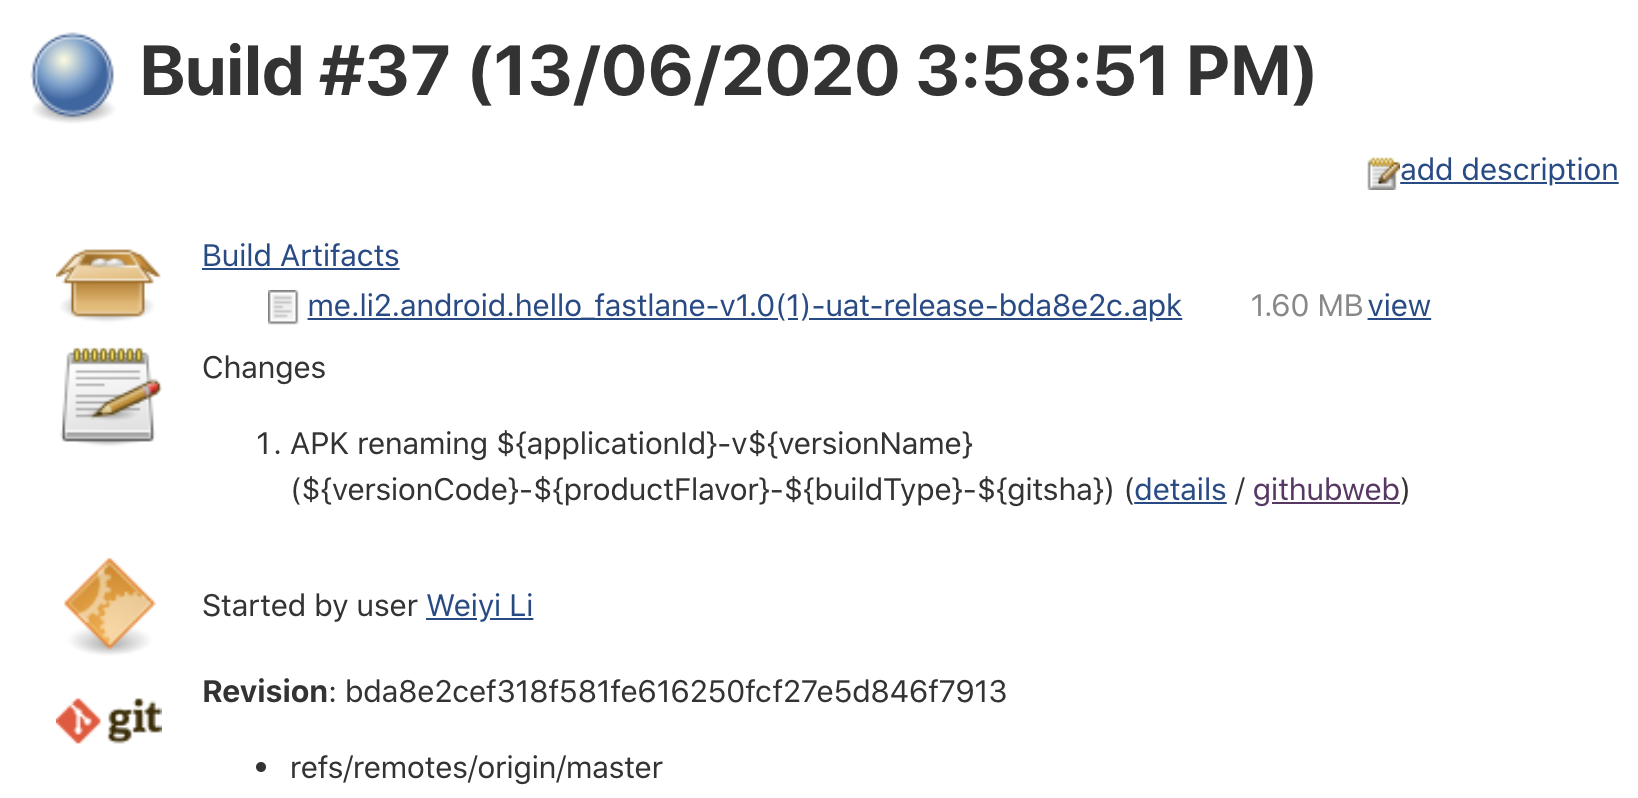 Build #37 (13/06/2020 3:58:51 PM)
add description
Build Artifacts
me.li2.android.hello_fastlane-v1.0(1)-uat-release-bda8e2c.apk 1.60 MB view
Changes
1. APK renaming ${applicationId}-v${versionName}
(${versionCode}-${productFlavor}-${buildType}-${gitsha}) (details / githubweb)
Started by user Weiyi Li
Revision: bda8e2cef318f581fe616250fcf27e5d846f7913
git
• refs/remotes/origin/master